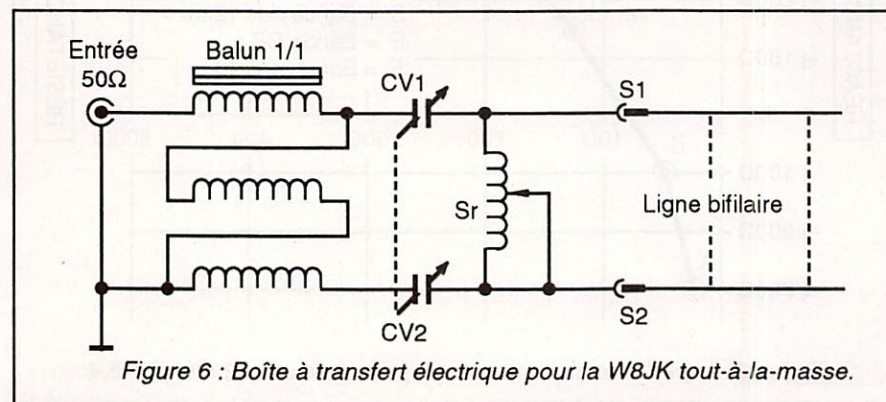 Entrée
50Ω
Balun 1/1
CV1
S1
Sr
Ligne bifilaire
CV2
S2
Figure 6 : Boîte à transfert électrique pour la W8JK tout-à-la-masse.